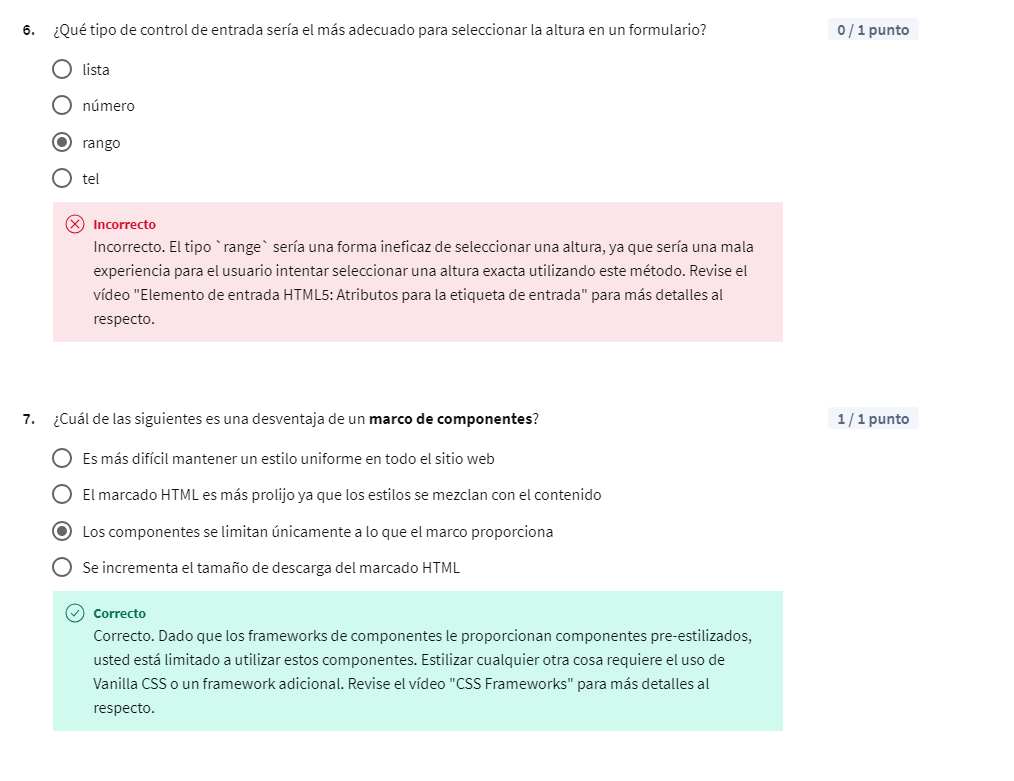 6. ¿Qué tipo de control de entrada sería el más adecuado para seleccionar la altura en un formulario? 0 / 1 punto
lista
número
rango
tel
Incorrecto
Incorrecto. El tipo `range` sería una forma ineficaz de seleccionar una altura, ya que sería una mala
experiencia para el usuario intentar seleccionar una altura exacta utilizando este método. Revise el
vídeo "Elemento de entrada HTML5: Atributos para la etiqueta de entrada" para más detalles al
respecto.
7. ¿Cuál de las siguientes es una desventaja de un marco de componentes? 1 / 1 punto
Es más difícil mantener un estilo uniforme en todo el sitio web
El marcado HTML es más prolijo ya que los estilos se mezclan con el contenido
Los componentes se limitan únicamente a lo que el marco proporciona
Se incrementa el tamaño de descarga del marcado HTML
Correcto
Correcto. Dado que los frameworks de componentes le proporcionan componentes pre-estilizados,
usted está limitado a utilizar estos componentes. Estilizar cualquier otra cosa requiere el uso de
Vanilla CSS o un framework adicional. Revise el vídeo "CSS Frameworks" para más detalles al
respecto.